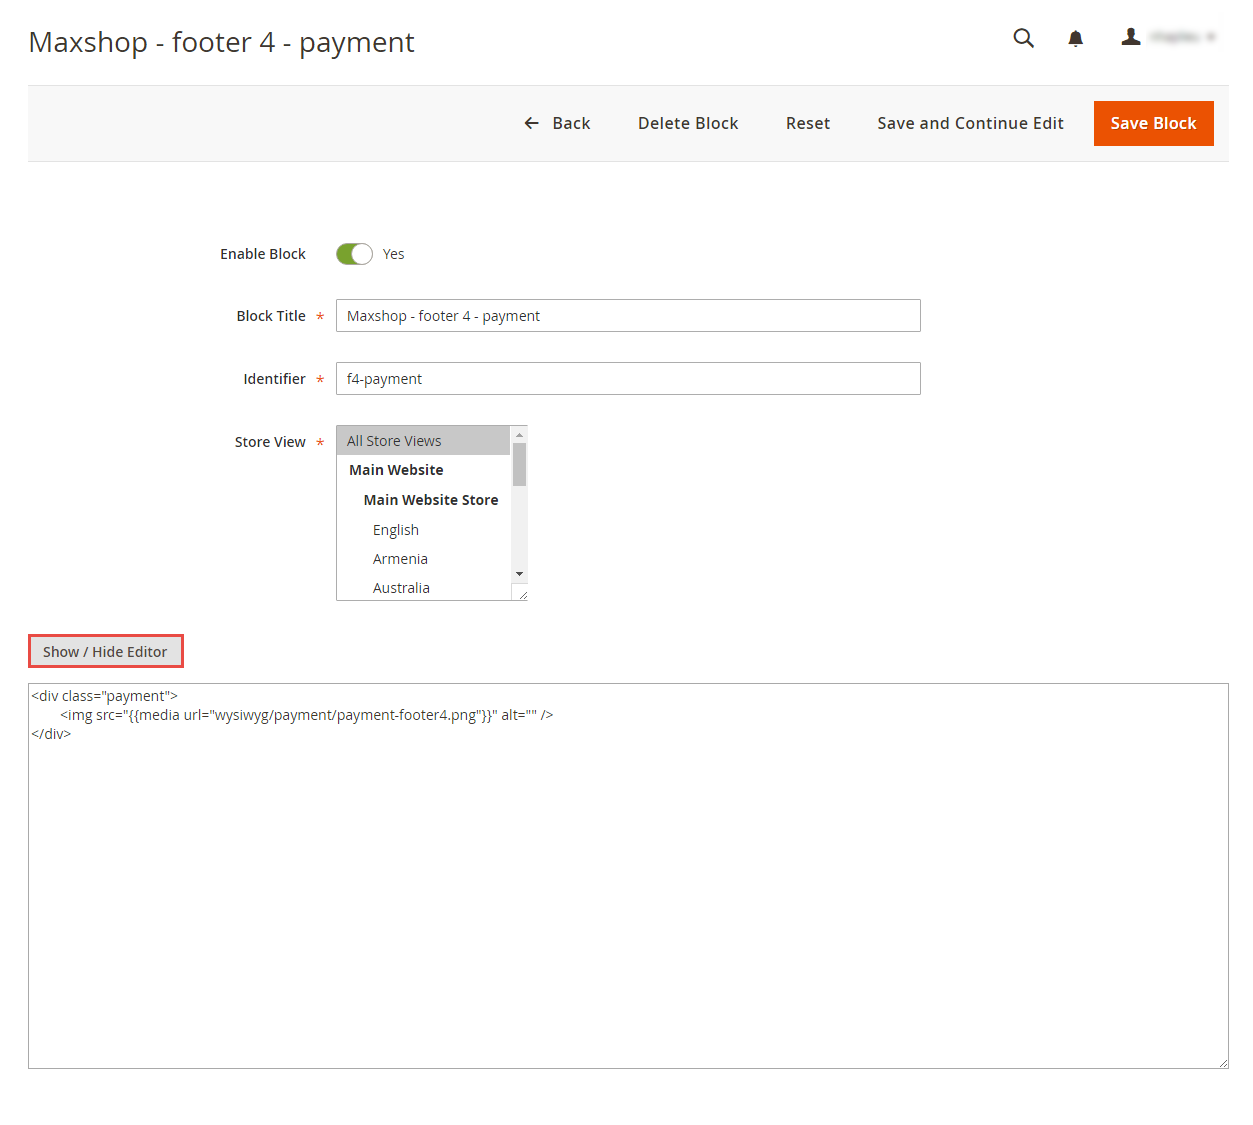 Maxshop - footer 4 - payment
Back Delete Block Reset Save and Continue Edit Save Block
Enable Block Yes
Block Title * Maxshop - footer 4 - payment
Identifier * f4-payment
Store View * All Store Views
Main Website
Main Website Store
English
Armenia
Australia
Show / Hide Editor
<div class="payment">
<img src="{{media url="wysiwyg/payment/payment-footer4.png"}}" alt="" />
</div>